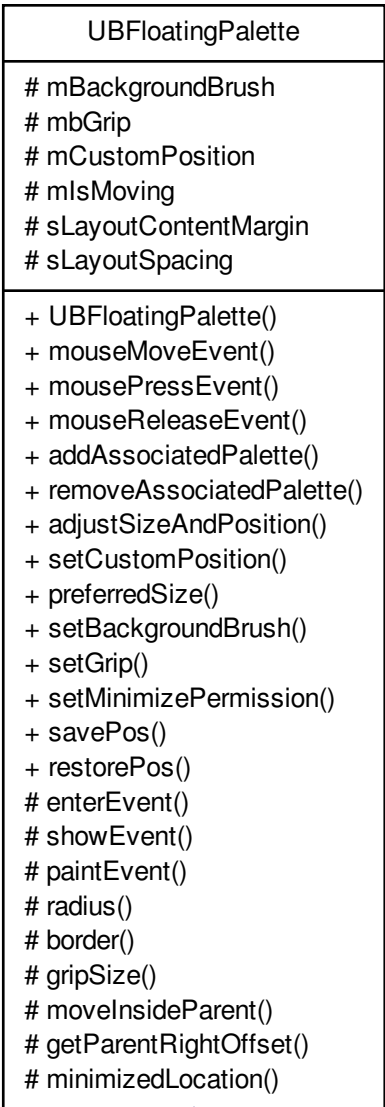 UBFloatingPalette
# mBackgroundBrush
# mbGrip
# mCustomPosition
# mIsMoving
# sLayoutContentMargin
# sLayoutSpacing
+ UBFloatingPalette()
+ mouseMoveEvent()
+ mousePressEvent()
+ mouseReleaseEvent()
+ addAssociatedPalette()
+ removeAssociatedPalette()
+ adjustSizeAndPosition()
+ setCustomPosition()
+ preferredSize()
+ setBackgroundBrush()
+ setGrip()
+ setMinimizePermission()
+ savePos()
+ restorePos()
# enterEvent()
# showEvent()
# paintEvent()
# radius()
# border()
# gripSize()
# moveInsideParent()
# getParentRightOffset()
# minimizedLocation()